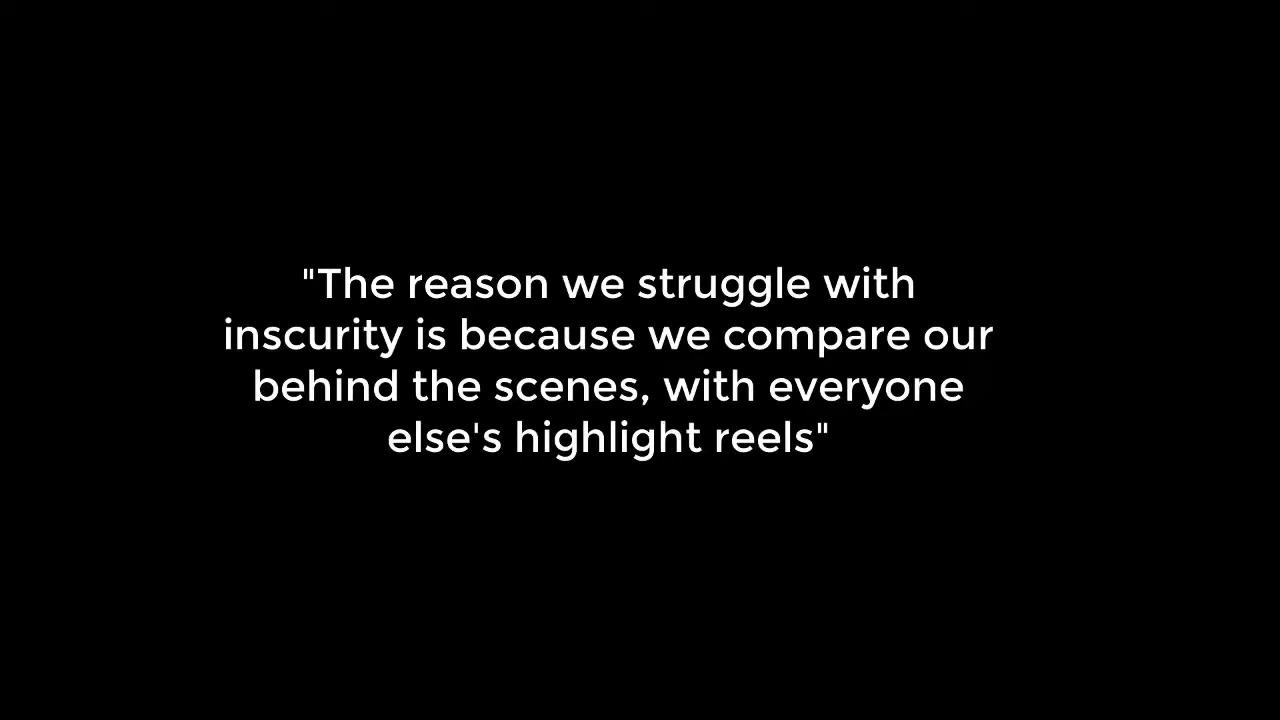 "The reason we struggle with
inscurity is because we compare our
behind the scenes, with everyone
else's highlight reels"